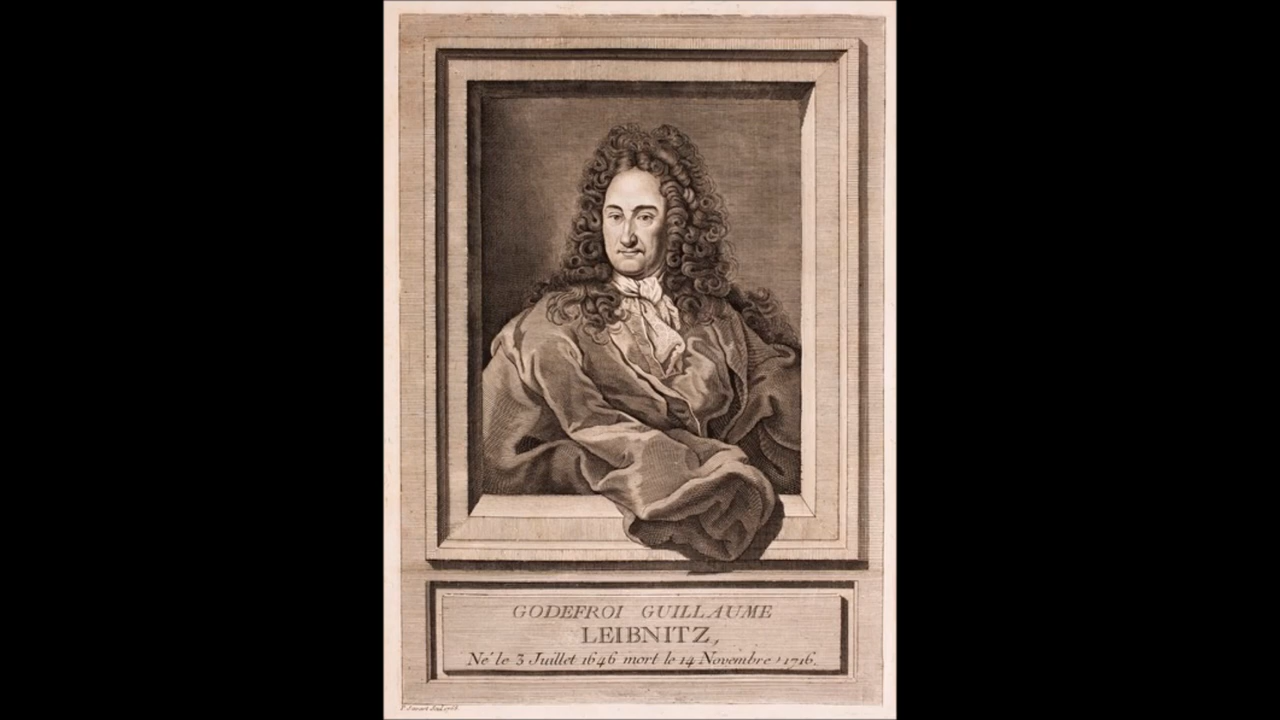 GODEFROI GUILLAUME
LEIBNITZ,
Né le 3 Juillet 1646 mort le 14 Novembre 1716.